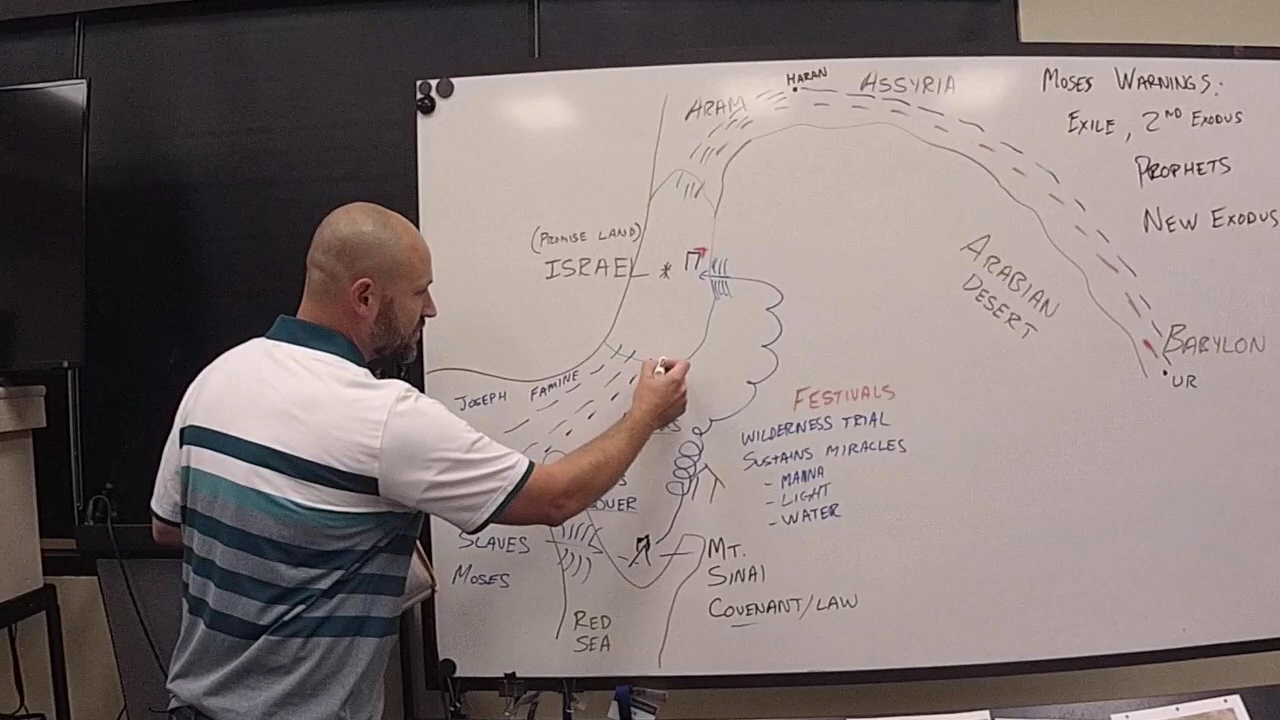 HARAN
ASSYRIA
ARAM
MOSES WARNINGS:
EXILE, 2ND EXODUS
PROPHETS
NEW EXODUS
(PROMISE LAND)
ISRAEL
ARABIAN
DESERT
BABYLON
UR
JOSEPH FAMINE
FESTIVALS
WILDERNESS TRIAL
SUSTAINS MIRACLES
- MANNA
- LIGHT
- WATER
SLAVES
MOSES
MT.
SINAI
COVENANT/LAW
RED
SEA